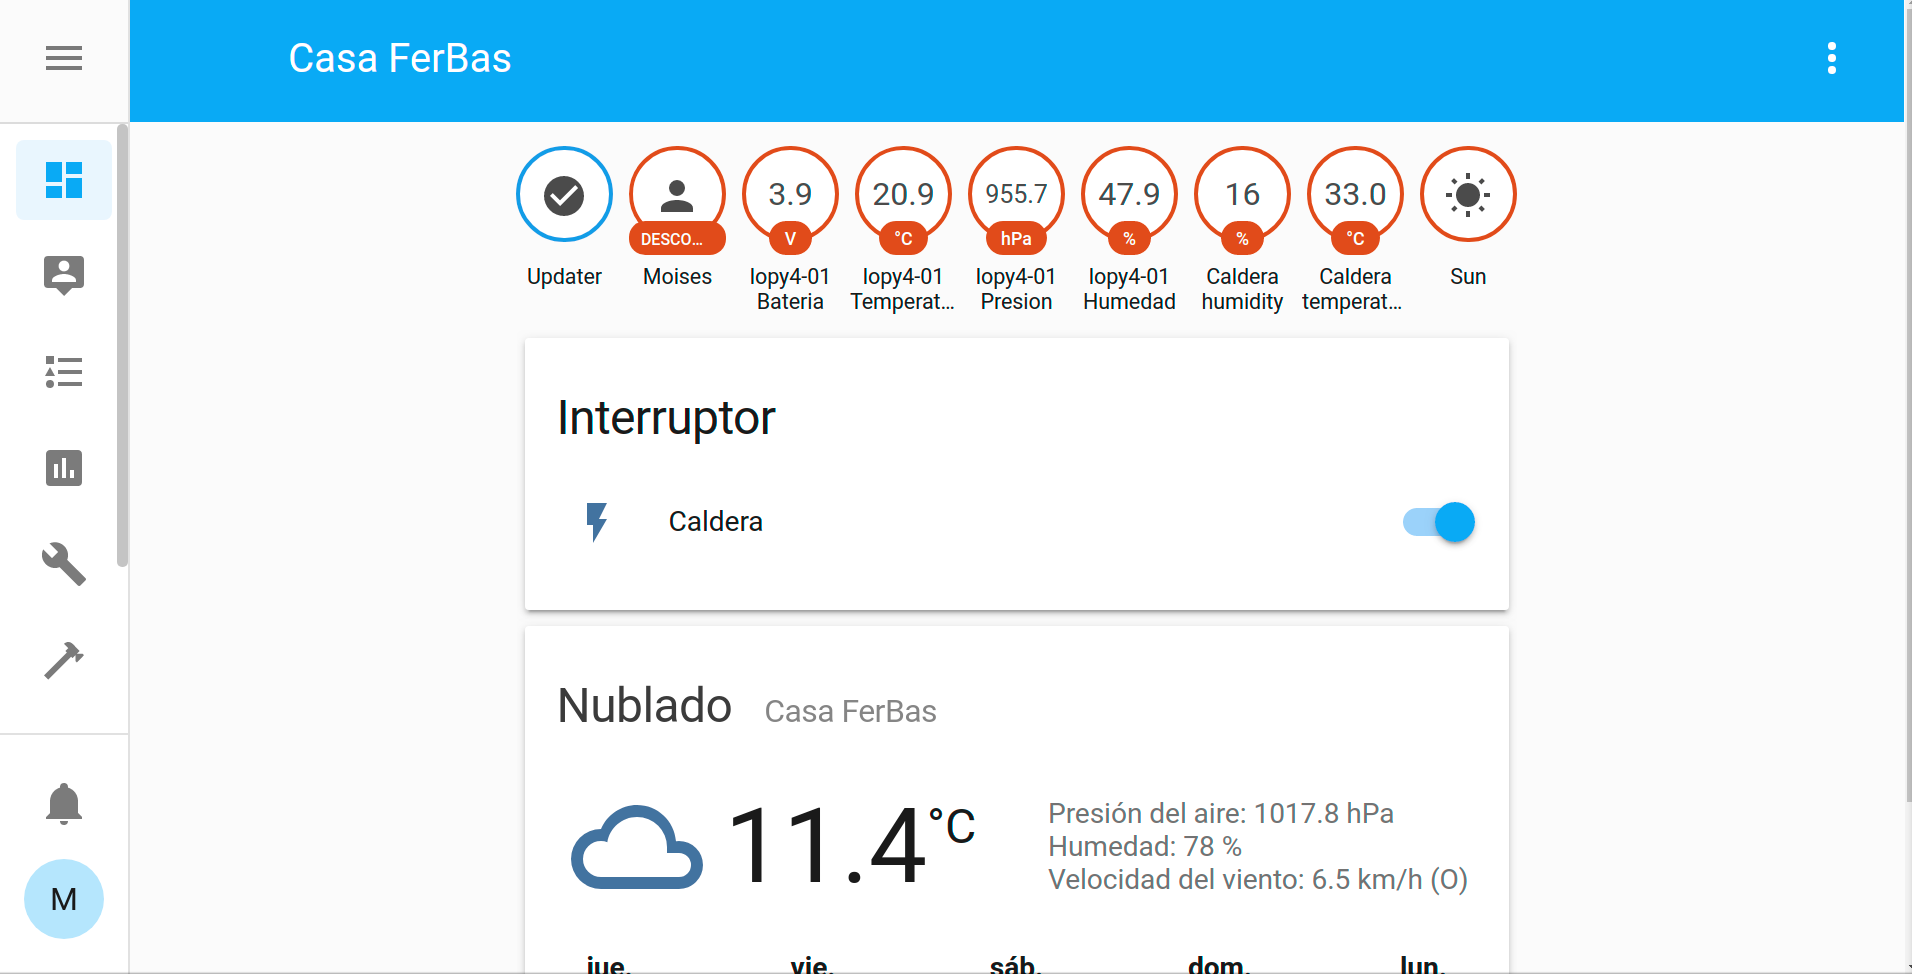 Casa FerBas
3.9
20.9
955.7
47.9
16
33.0
DESCO...
V
°C
hPa
%
%
°C
Updater
Moises
lopy4-01
Bateria
lopy4-01
Temperat...
lopy4-01
Presion
lopy4-01
Humedad
Caldera
humidity
Caldera
temperat...
Sun
Interruptor
Caldera
Nublado Casa FerBas
11.4 °C
Presión del aire: 1017.8 hPa
Humedad: 78 %
Velocidad del viento: 6.5 km/h (O)
M
jue. vie. sáb. dom. lun.